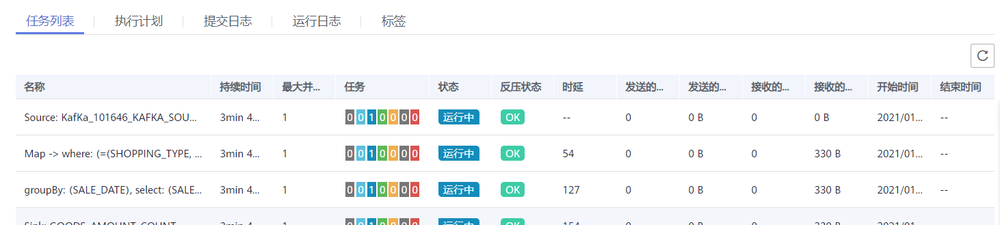 任务列表 执行计划 提交日志 运行日志 标签
名称 持续时间 最大并... 任务 状态 反压状态 时延 发送的... 发送的... 接收的... 接收的... 开始时间 结束时间
Source: KafKa_101646_KAFKA_SOU... 3min 4... 1 0 0 1 0 0 0 0 运行中 OK -- 0 0 B 0 0 B 2021/01... --
Map -> where: (=(SHOPPING_TYPE, ... 3min 4... 1 0 0 1 0 0 0 0 运行中 OK 54 0 0 B 0 330 B 2021/01... --
groupBy: (SALE_DATE), select: (SALE... 3min 4... 1 0 0 1 0 0 0 0 运行中 OK 127 0 0 B 0 330 B 2021/01... --
Sink: GOODS_AMOUNT_COUNT 3min 4... 1 0 0 1 0 0 0 0 运行中 OK 154 0 0 B 0 330 B 2021/01... --